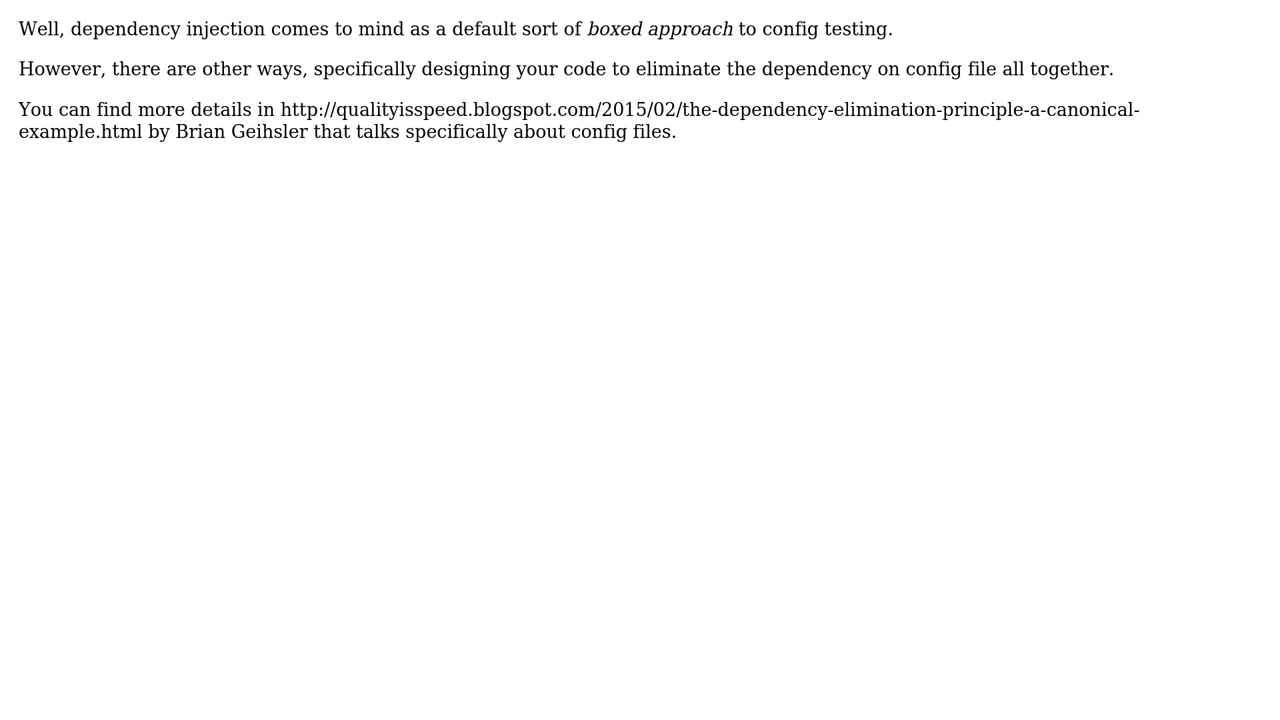 Well, dependency injection comes to mind as a default sort of boxed approach to config testing.
However, there are other ways, specifically designing your code to eliminate the dependency on config file all together.
You can find more details in http://qualityisspeed.blogspot.com/2015/02/the-dependency-elimination-principle-a-canonical-
example.html by Brian Geihsler that talks specifically about config files.